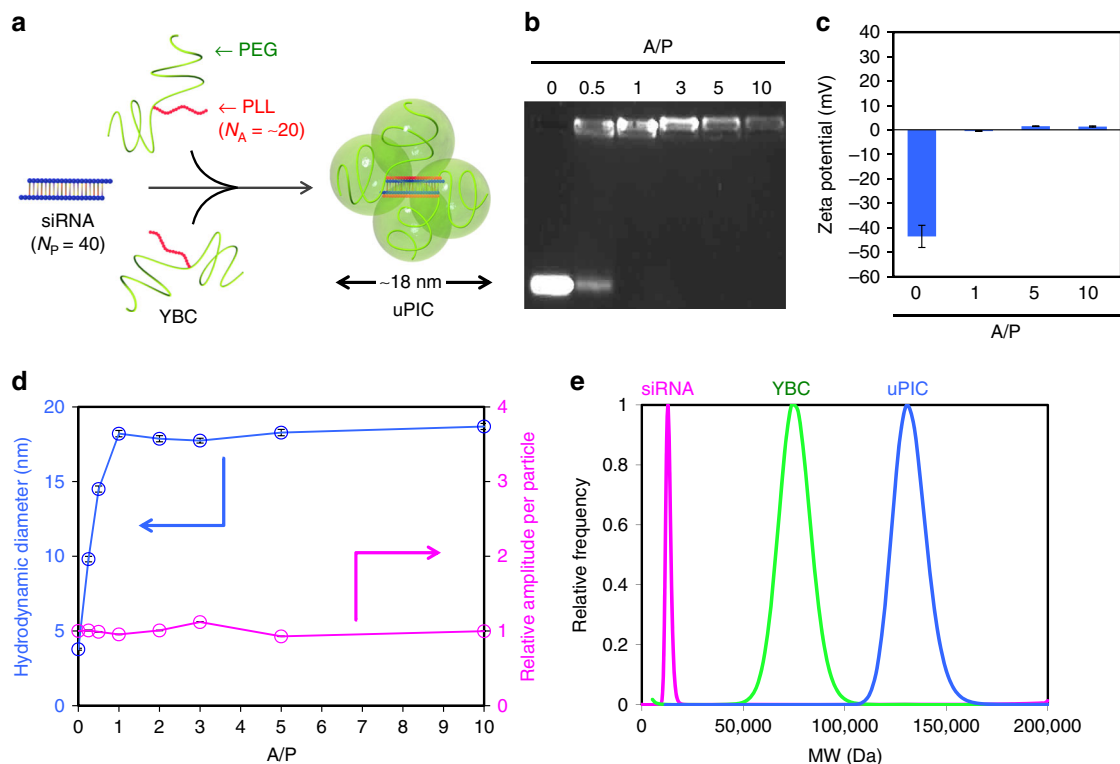 a
← PEG
← PLL
(NA = ~20)
siRNA
(NP = 40)
YBC
~18 nm
uPIC
b
A/P
0 0.5 1 3 5 10
c
Zeta potential (mV)
40
30
20
10
0
−10
−20
−30
−40
−50
−60
0 1 5 10
A/P
d
Hydrodynamic diameter (nm)
20
15
10
5
0
Relative amplitude per particle
4
3
2
1
0
0 1 2 3 4 5 6 7 8 9 10
A/P
e
siRNA YBC uPIC
Relative frequency
1
0.8
0.6
0.4
0.2
0
0 50,000 100,000 150,000 200,000
MW (Da)